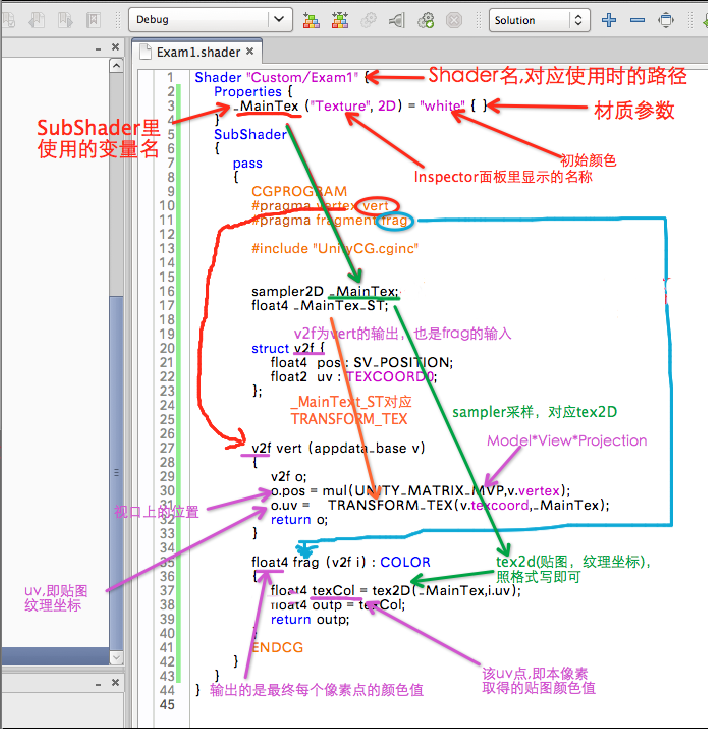 Debug
Solution
Exam1.shader
1 Shader "Custom/Exam1" {
Shader名,对应使用时的路径
2 Properties {
3 _MainTex ("Texture", 2D) = "white" { }
材质参数
4 }
SubShader里
使用的变量名
5 SubShader
初始颜色
6 {
7 pass
Inspector面板里显示的名称
8 {
9 CGPROGRAM
10 #pragma vertex vert
11 #pragma fragment frag
12
13 #include "UnityCG.cginc"
14
15
16 sampler2D _MainTex;
17 float4 _MainTex_ST;
18
19 v2f为vert的输出，也是frag的输入
20 struct v2f {
21 float4 pos : SV_POSITION;
22 float2 uv : TEXCOORD0;
23 };
24 _MainText_ST对应
25 TRANSFORM_TEX
sampler采样，对应tex2D
26
27 v2f vert (appdata_base v)
Model*View*Projection
28 {
29 v2f o;
30 o.pos = mul(UNITY_MATRIX_MVP,v.vertex);
视口上的位置
31 o.uv = TRANSFORM_TEX(v.texcoord,_MainTex);
32 return o;
33 }
34
35 float4 frag (v2f i) : COLOR
tex2d(贴图，纹理坐标)，
照格式写即可
36 {
uv,即贴图
纹理坐标
37 float4 texCol = tex2D(_MainTex,i.uv);
38 float4 outp = texCol;
39 return outp;
40 }
41 ENDCG
42 }
该uv点,即本像素
取得的贴图颜色值
43 }
44 } 输出的是最终每个像素点的颜色值
45